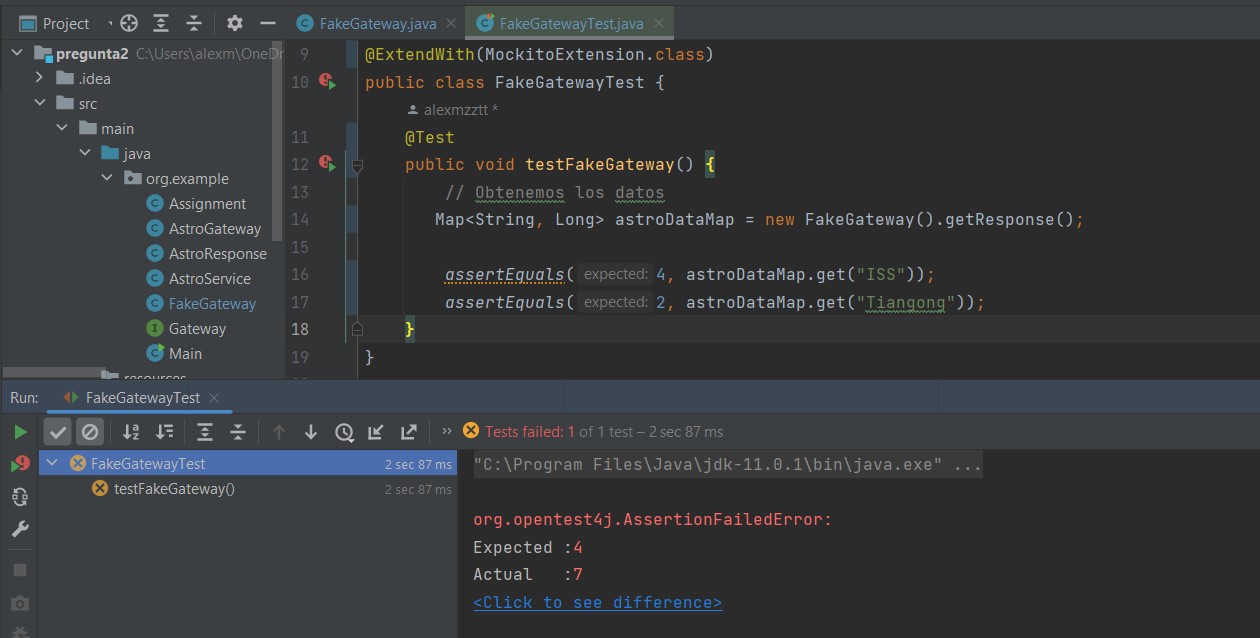 Project
FakeGateway.java
FakeGatewayTest.java
pregunta2 C:\Users\alexm\OneDr
.idea
src
main
java
org.example
Assignment
AstroGateway
AstroResponse
AstroService
FakeGateway
Gateway
Main
resources
9 @ExtendWith(MockitoExtension.class)
10 public class FakeGatewayTest {
alexmzztt *
11 @Test
12 public void testFakeGateway() {
13 // Obtenemos los datos
14 Map<String, Long> astroDataMap = new FakeGateway().getResponse();
15
16 assertEquals( expected: 4, astroDataMap.get("ISS"));
17 assertEquals( expected: 2, astroDataMap.get("Tiangong"));
18 }
19 }
Run: FakeGatewayTest
Tests failed: 1 of 1 test – 2 sec 87 ms
FakeGatewayTest 2 sec 87 ms
testFakeGateway() 2 sec 87 ms
"C:\Program Files\Java\jdk-11.0.1\bin\java.exe" ...
org.opentest4j.AssertionFailedError:
Expected :4
Actual :7
<Click to see difference>